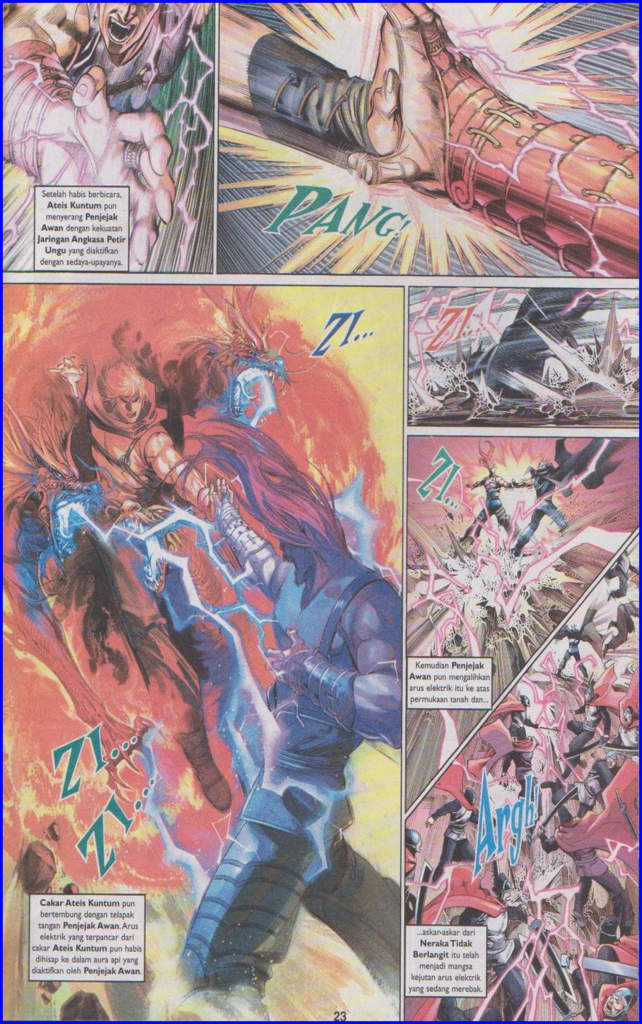 Setelah habis berbicara,
Ateis Kuntum pun
menyerang Penjejak
Awan dengan kekuatan
Jaringan Angkasa Petir
Ungu yang diaktifkan
dengan sedaya-upayanya.
PANG!
ZI...
ZI...
ZI...
ZI...
ZI...
Cakar Ateis Kuntum pun
bertembung dengan telapak
tangan Penjejak Awan. Arus
elektrik yang terpancar dari
cakar Ateis Kuntum pun habis
dihisap ke dalam aura api yang
diaktifkan oleh Penjejak Awan.
Kemudian Penjejak
Awan pun mengalihkan
arus elektrik itu ke atas
permukaan tanah dan...
Argh!
...askar-askar dari
Neraka Tidak
Berlangit itu telah
menjadi mangsa
kejutan arus elektrik
yang sedang merebak.
23